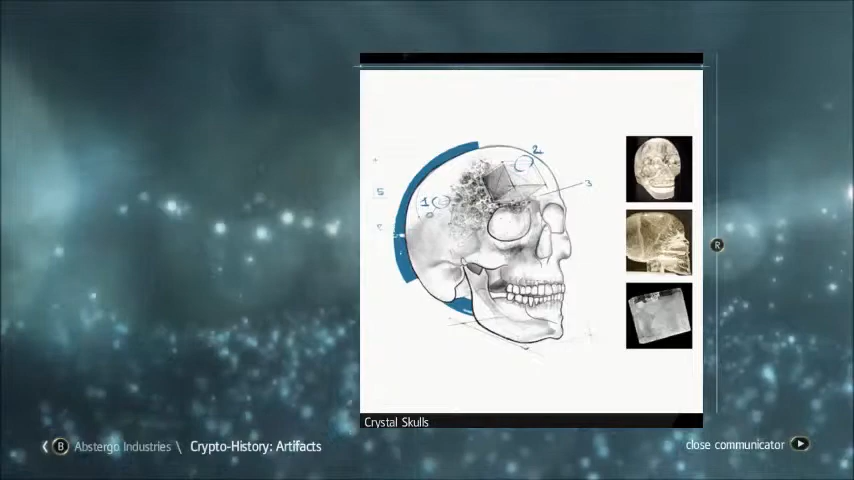 2
5
1
3
R
Crystal Skulls
B Abstergo Industries \ Crypto-History: Artifacts
close communicator